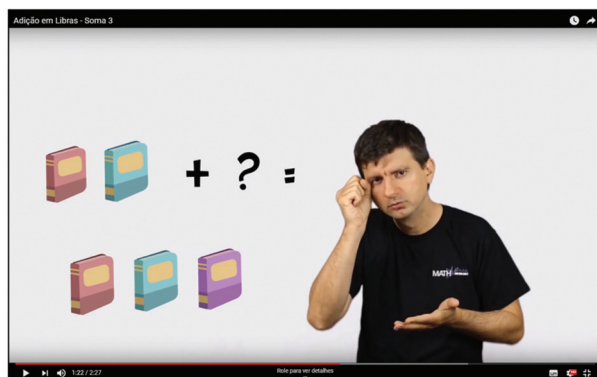 Adição em Libras - Soma 3
+ ? =
MATH
1:22 / 2:27
Role para ver detalhes